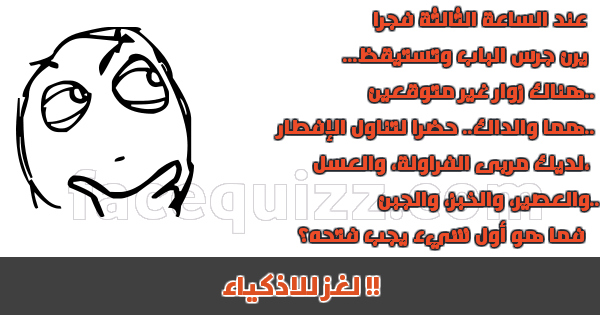 عند الساعة الثالثة فجرا
يرن جرس الباب وتستيقظ...
..هناك زوار غير متوقعين
..هما والداك.. حضرا لتناول الإفطار
،لديك مربى الفراولة، والعسل
..والعصير، والخبز، والجبن
فما هو أول شيء يجب فتحه؟
facequizz.com
!! لغز للاذكياء